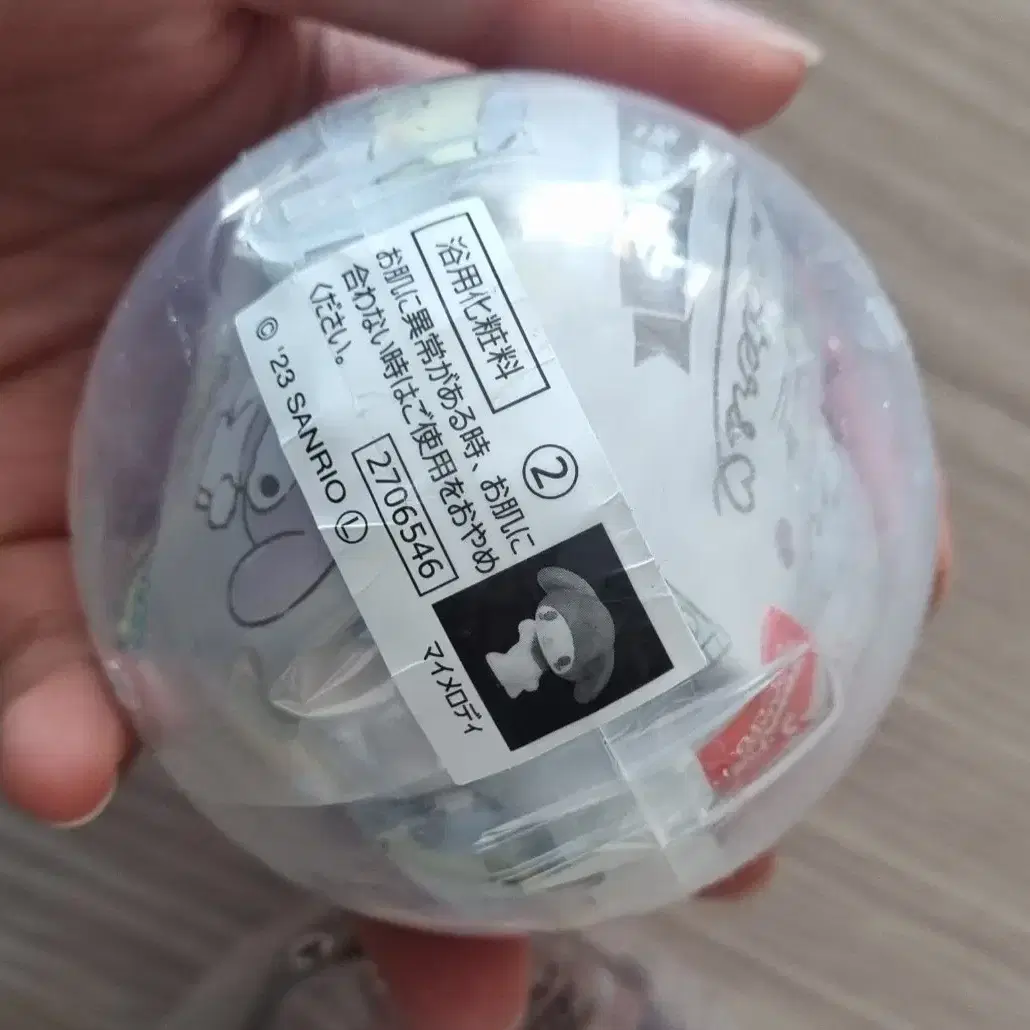 浴用化粧料
②
お肌に異常がある時、お肌に
合わない時はご使用をおやめ
ください。
2706546
© '23 SANRIO Ⓛ
マイメロディ